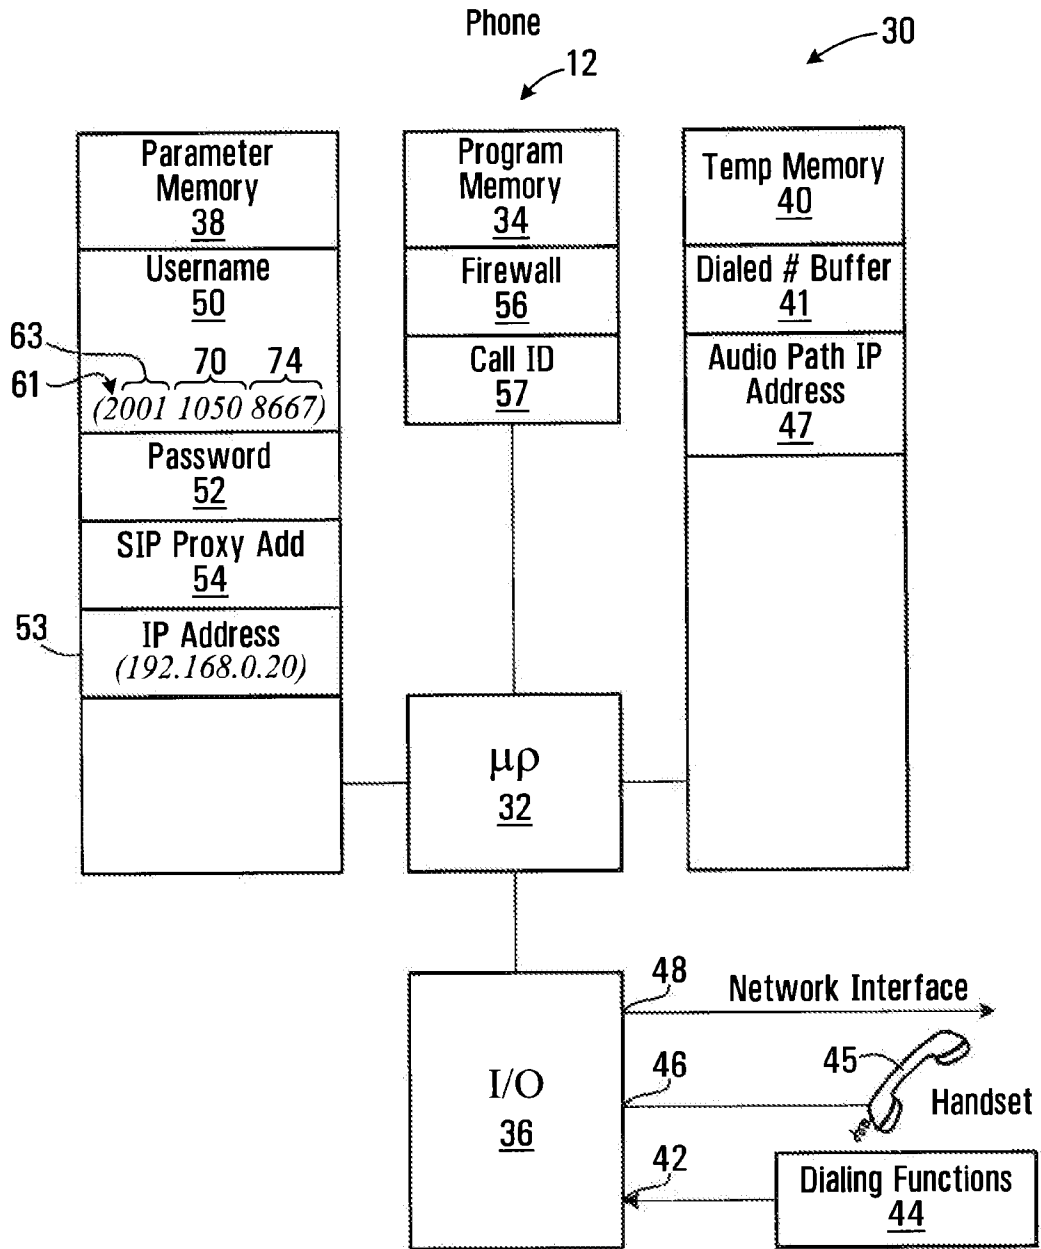 Phone
12
30
Parameter
Memory
38
Username
50
63
61
70
74
(2001 1050 8667)
Password
52
SIP Proxy Add
54
53
IP Address
(192.168.0.20)
Program
Memory
34
Firewall
56
Call ID
57
Temp Memory
40
Dialed # Buffer
41
Audio Path IP
Address
47
μρ
32
I/O
36
48
Network Interface
46
45
Handset
42
Dialing Functions
44